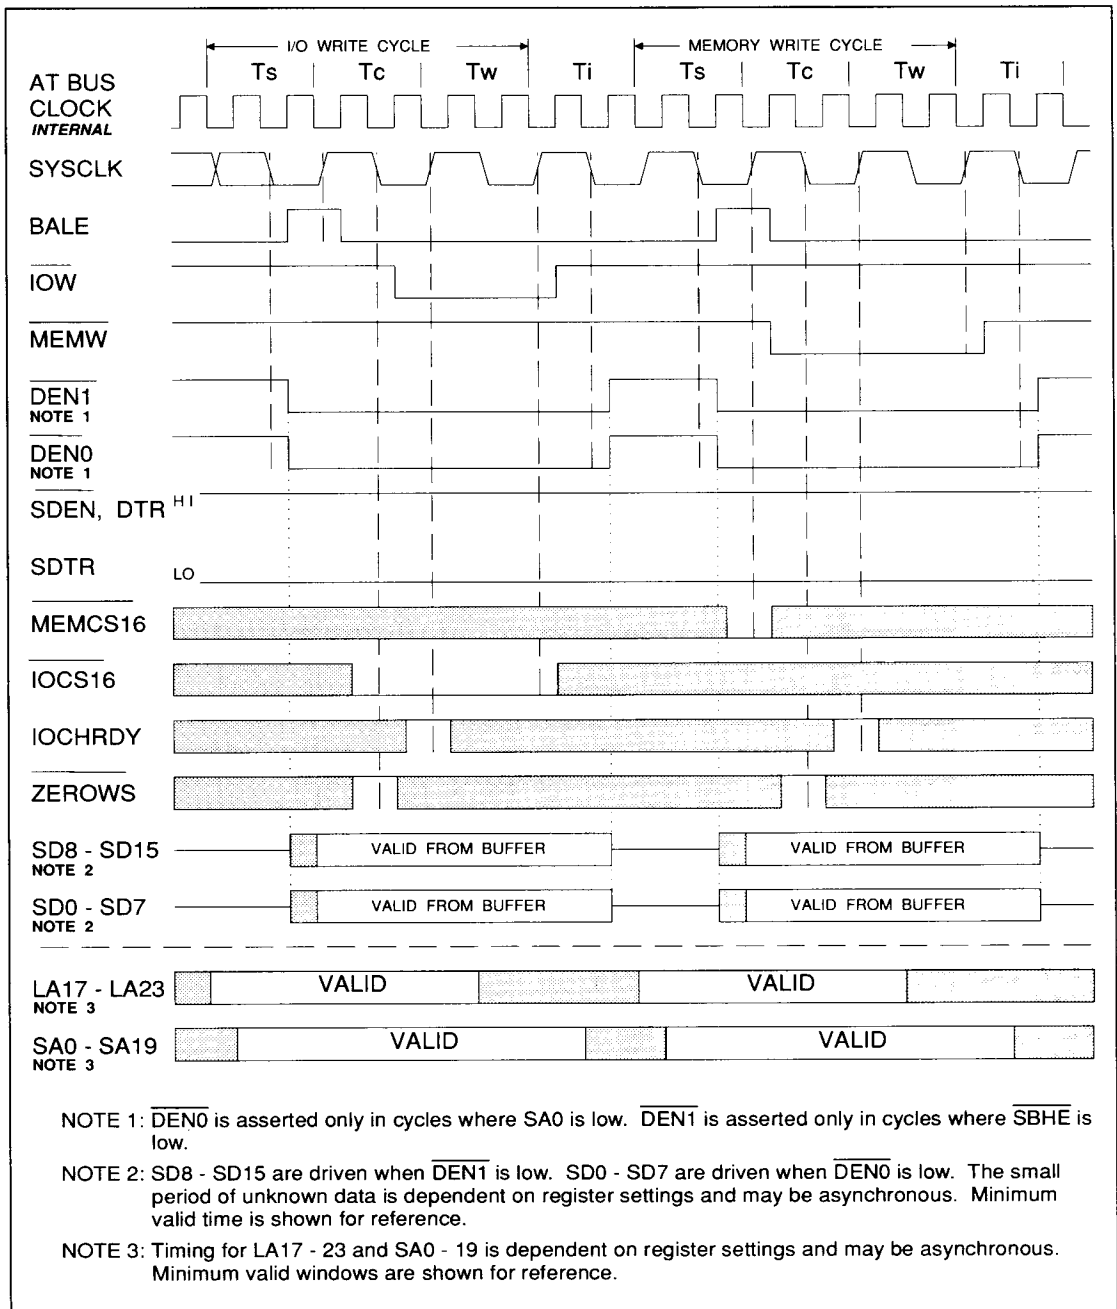 I/O WRITE CYCLE MEMORY WRITE CYCLE
Ts Tc Tw Ti Ts Tc Tw Ti
AT BUS
CLOCK
INTERNAL
SYSCLK
BALE
IOW
MEMW
DEN1
NOTE 1
DEN0
NOTE 1
SDEN, DTR HI
SDTR LO
MEMCS16
IOCS16
IOCHRDY
ZEROWS
SD8 - SD15 VALID FROM BUFFER VALID FROM BUFFER
NOTE 2
SD0 - SD7 VALID FROM BUFFER VALID FROM BUFFER
NOTE 2
LA17 - LA23 VALID VALID
NOTE 3
SA0 - SA19 VALID VALID
NOTE 3
NOTE 1: DEN0 is asserted only in cycles where SA0 is low. DEN1 is asserted only in cycles where SBHE is
low.
NOTE 2: SD8 - SD15 are driven when DEN1 is low. SD0 - SD7 are driven when DEN0 is low. The small
period of unknown data is dependent on register settings and may be asynchronous. Minimum
valid time is shown for reference.
NOTE 3: Timing for LA17 - 23 and SA0 - 19 is dependent on register settings and may be asynchronous.
Minimum valid windows are shown for reference.